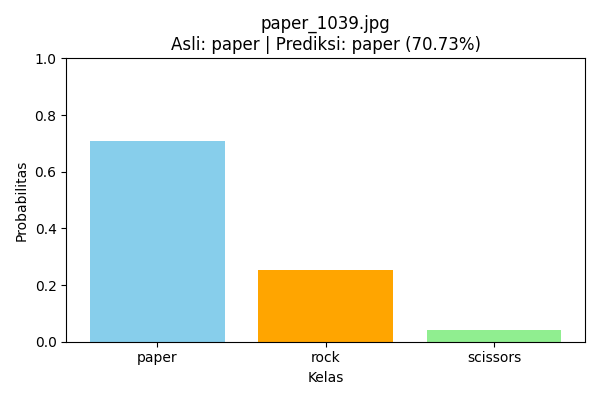 paper_1039.jpg
Asli: paper | Prediksi: paper (70.73%)
1.0
0.8
0.6
0.4
0.2
0.0
Probabilitas
paper
rock
scissors
Kelas